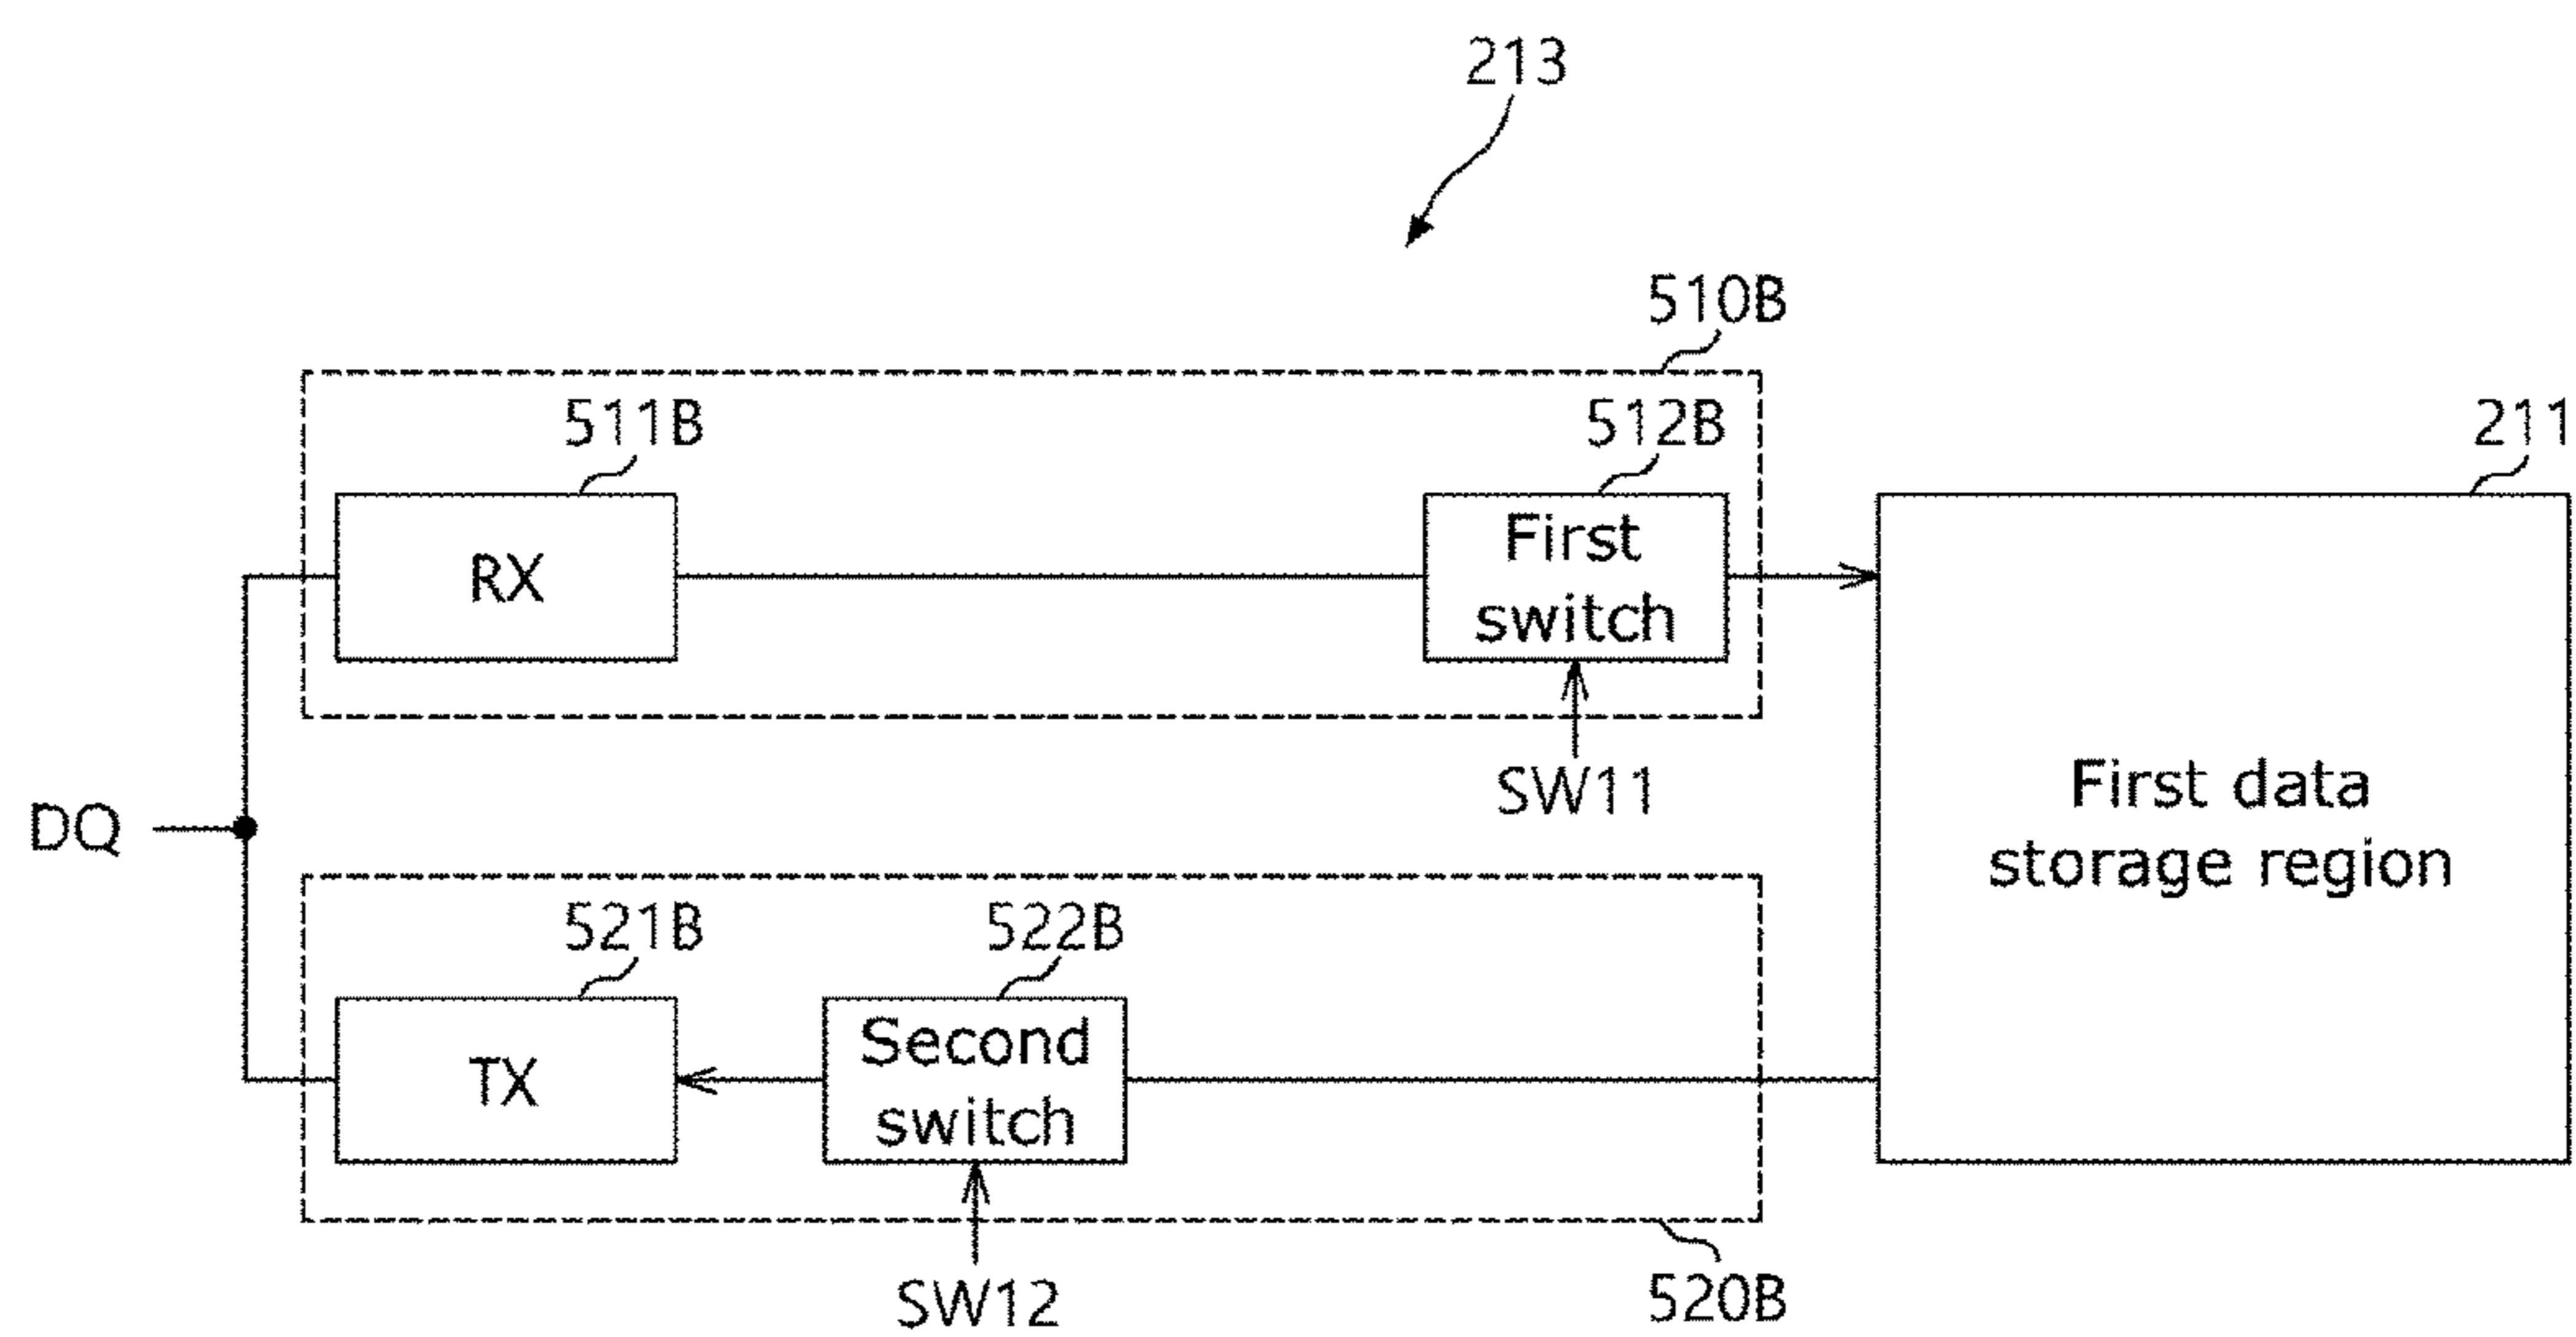 213
510B
511B
512B
211
RX
First
switch
SW11
DQ
First data
storage region
521B
522B
TX
Second
switch
SW12
520B